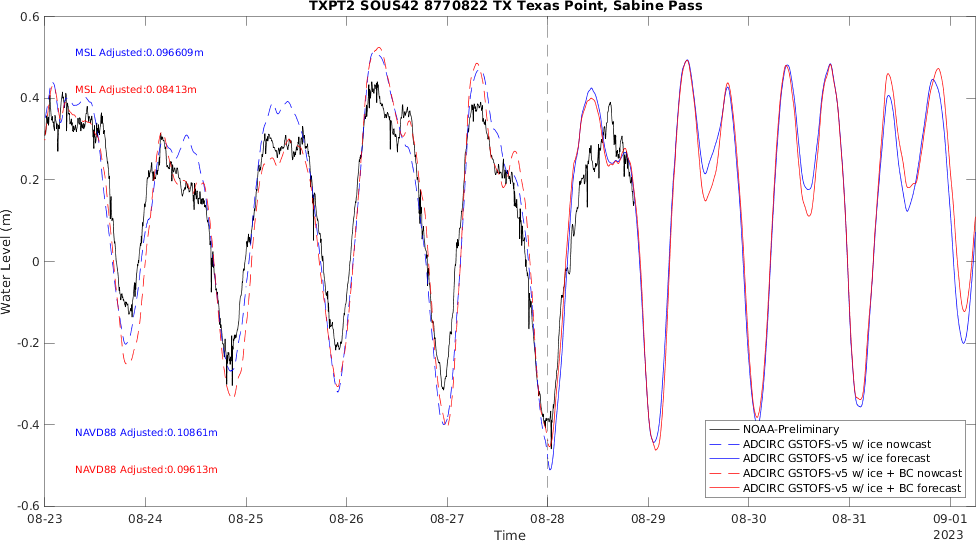 TXPT2 SOUS42 8770822 TX Texas Point, Sabine Pass
0.6
MSL Adjusted:0.096609m
MSL Adjusted:0.08413m
0.4
0.2
Water Level (m)
0
-0.2
-0.4
NAVD88 Adjusted:0.10861m
NAVD88 Adjusted:0.09613m
NOAA-Preliminary
ADCIRC GSTOFS-v5 w/ ice nowcast
ADCIRC GSTOFS-v5 w/ ice forecast
ADCIRC GSTOFS-v5 w/ ice + BC nowcast
ADCIRC GSTOFS-v5 w/ ice + BC forecast
-0.6
08-23 08-24 08-25 08-26 08-27 08-28 08-29 08-30 08-31 09-01
Time 2023